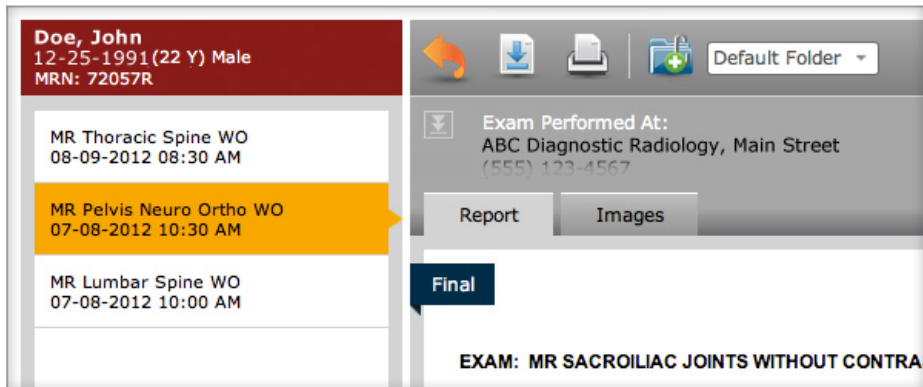 Doe, John
12-25-1991(22 Y) Male
MRN: 72057R
MR Thoracic Spine WO
08-09-2012 08:30 AM
MR Pelvis Neuro Ortho WO
07-08-2012 10:30 AM
MR Lumbar Spine WO
07-08-2012 10:00 AM
Default Folder
Exam Performed At:
ABC Diagnostic Radiology, Main Street
(555) 123-4567
Report
Images
Final
EXAM: MR SACROILIAC JOINTS WITHOUT CONTRA